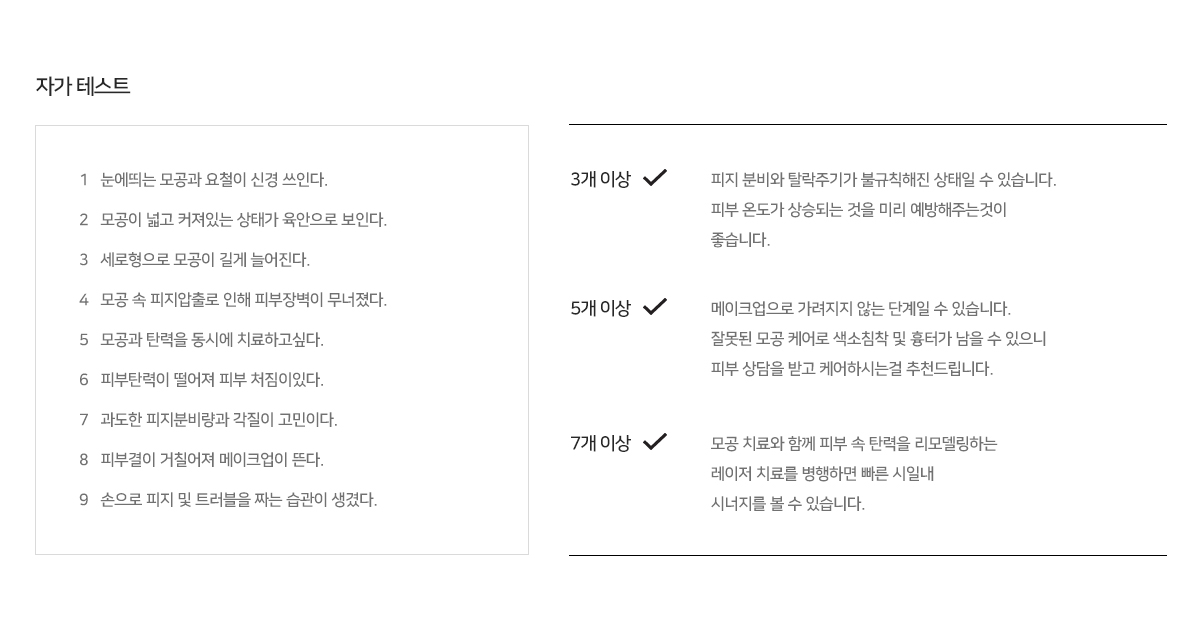 자가 테스트
1 눈에띄는 모공과 요철이 신경 쓰인다.
2 모공이 넓고 커져있는 상태가 육안으로 보인다.
3 세로형으로 모공이 길게 늘어진다.
4 모공 속 피지압출로 인해 피부장벽이 무너졌다.
5 모공과 탄력을 동시에 치료하고싶다.
6 피부탄력이 떨어져 피부 처짐이있다.
7 과도한 피지분비량과 각질이 고민이다.
8 피부결이 거칠어져 메이크업이 뜬다.
9 손으로 피지 및 트러블을 짜는 습관이 생겼다.
3개 이상 피지 분비와 탈락주기가 불규칙해진 상태일 수 있습니다.
피부 온도가 상승되는 것을 미리 예방해주는것이
좋습니다.
5개 이상 메이크업으로 가려지지 않는 단계일 수 있습니다.
잘못된 모공 케어로 색소침착 및 흉터가 남을 수 있으니
피부 상담을 받고 케어하시는걸 추천드립니다.
7개 이상 모공 치료와 함께 피부 속 탄력을 리모델링하는
레이저 치료를 병행하면 빠른 시일내
시너지를 볼 수 있습니다.